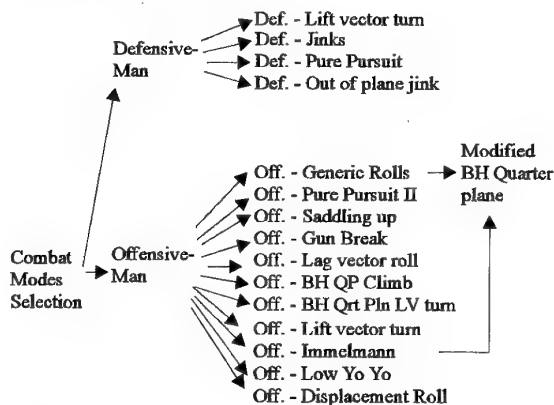 Def. - Lift vector turn
Def. - Jinks
Def. - Pure Pursuit
Def. - Out of plane jink
Defensive-
Man
Combat
Modes
Selection
Offensive-
Man
Off. - Generic Rolls
Off. - Pure Pursuit II
Off. - Saddling up
Off. - Gun Break
Off. - Lag vector roll
Off. - BH QP Climb
Off. - BH Qrt Pln LV turn
Off. - Lift vector turn
Off. - Immelmann
Off. - Low Yo Yo
Off. - Displacement Roll
Modified
BH Quarter
plane